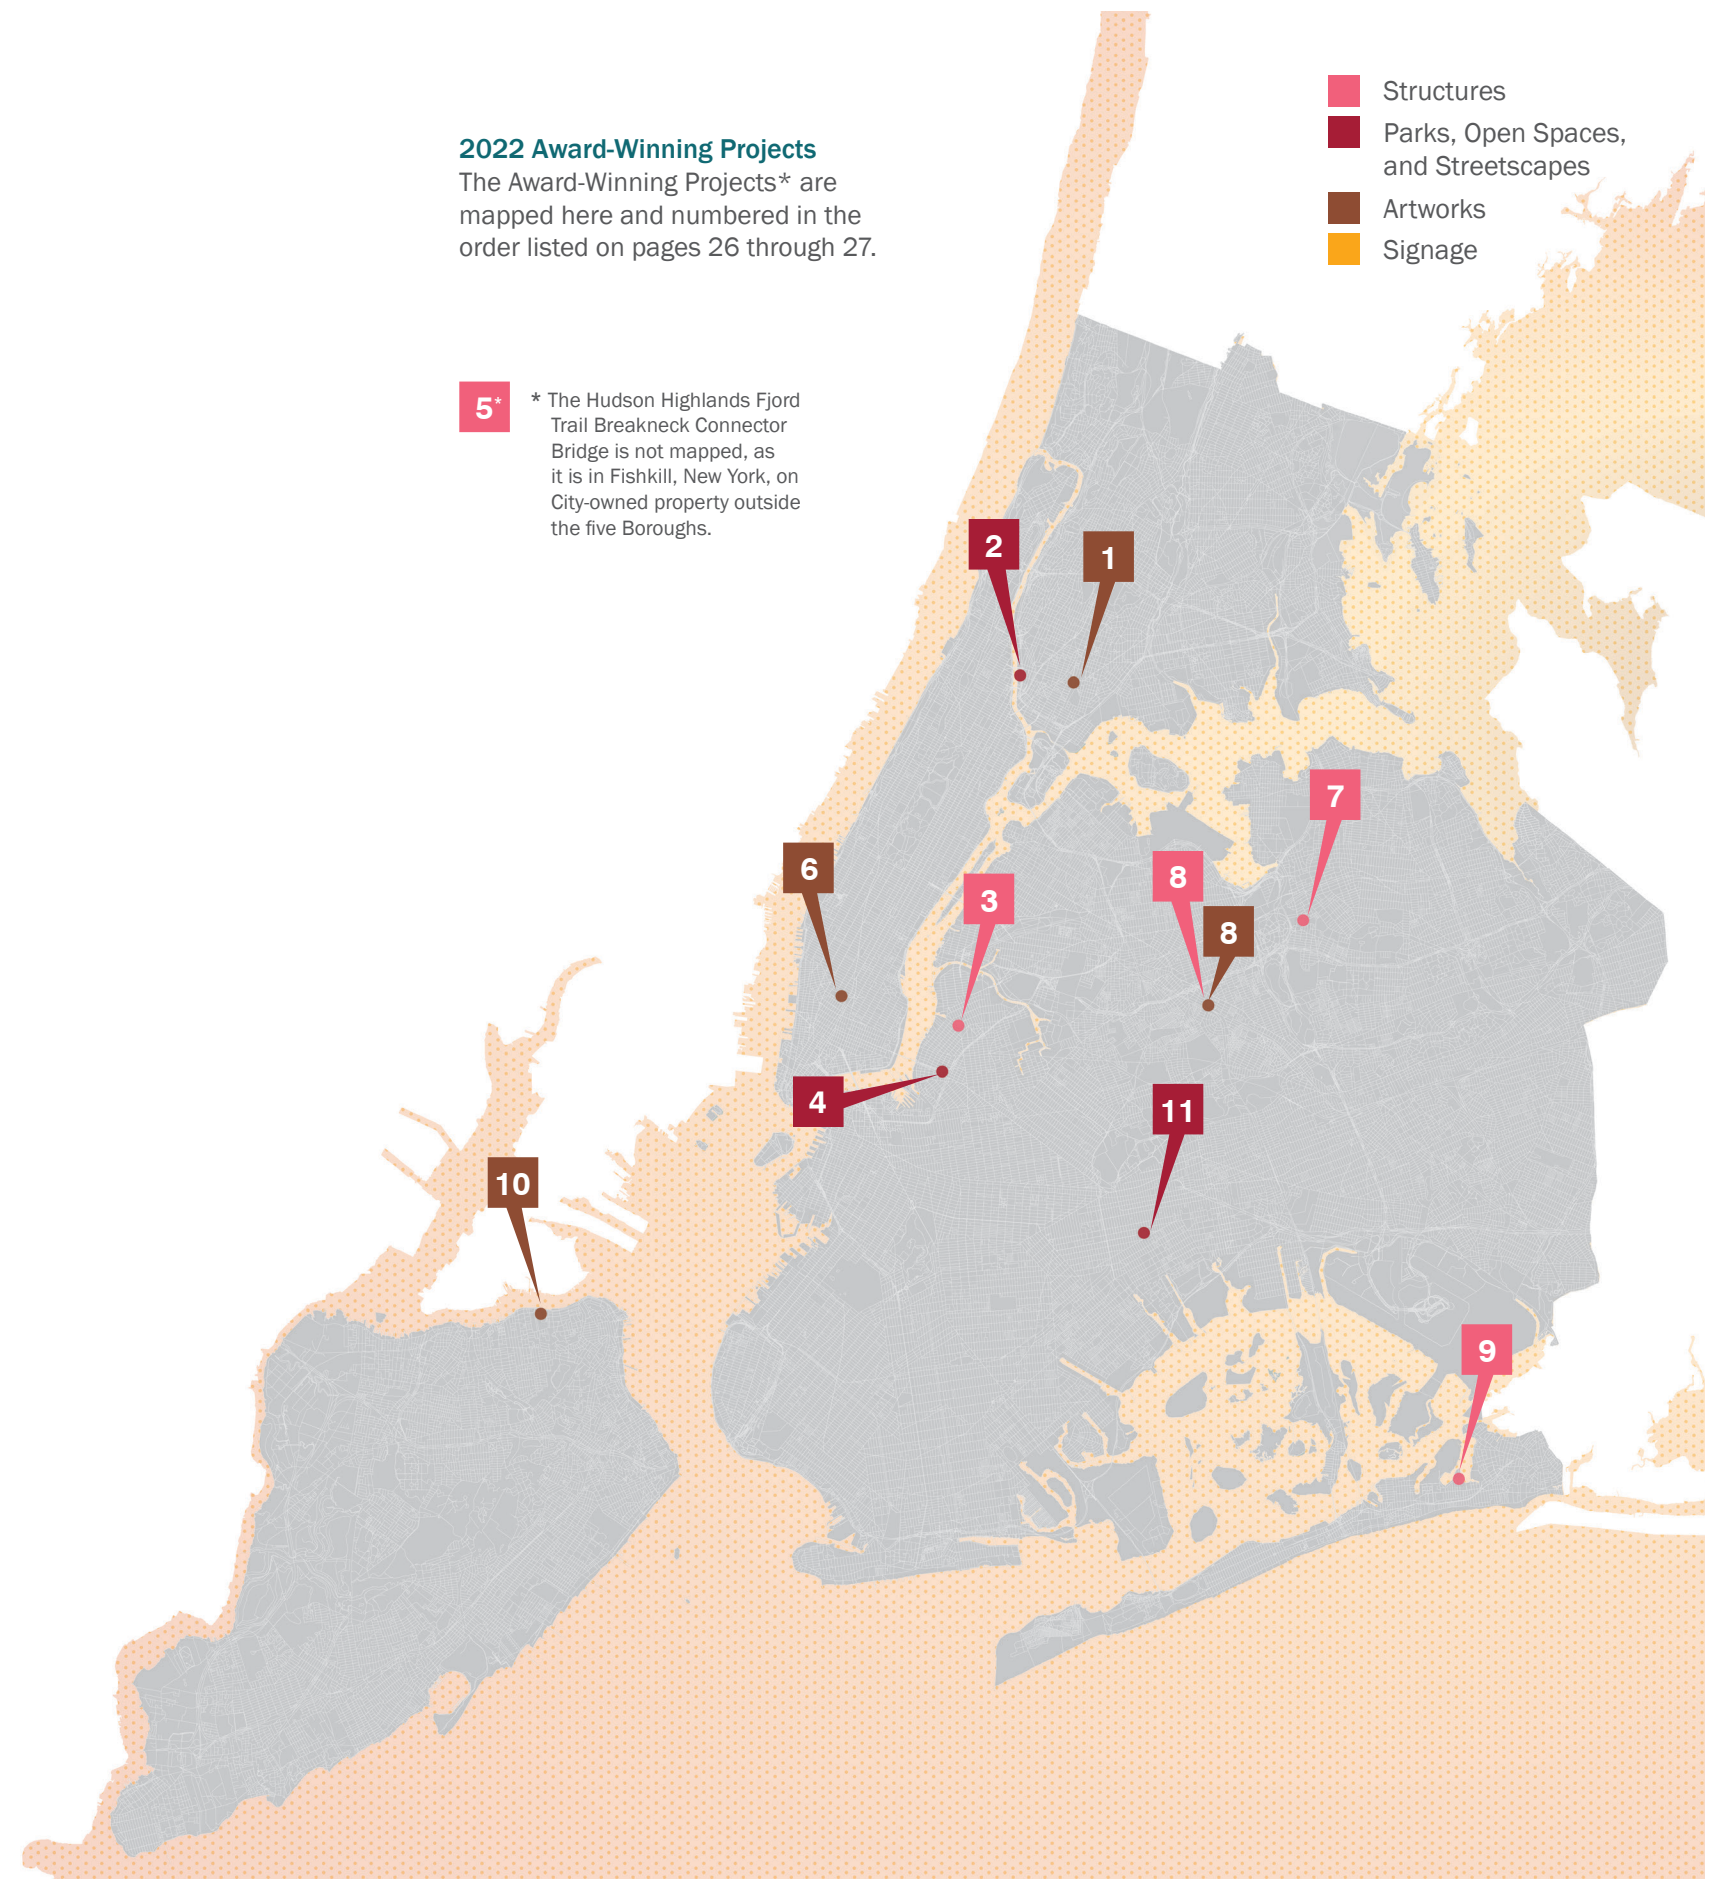 2022 Award-Winning Projects
The Award-Winning Projects* are
mapped here and numbered in the
order listed on pages 26 through 27.
Structures
Parks, Open Spaces,
and Streetscapes
Artworks
Signage
5*
* The Hudson Highlands Fjord
Trail Breakneck Connector
Bridge is not mapped, as
it is in Fishkill, New York, on
City-owned property outside
the five Boroughs.
2
1
7
6
8
3
8
4
11
10
9